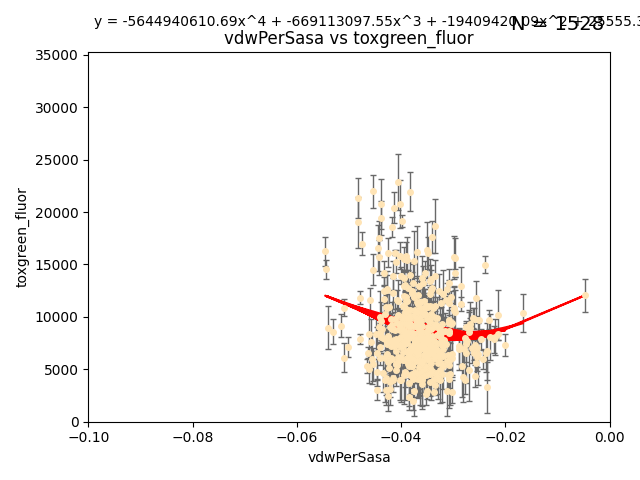 y = -5644940610.69x^4 + -669113097.55x^3 + -19409420.09x^2 +
N = 1528
vdwPerSasa vs toxgreen_fluor
35000
30000
25000
20000
15000
10000
5000
0
toxgreen_fluor
−0.10
−0.08
−0.06
−0.04
−0.02
0.00
vdwPerSasa